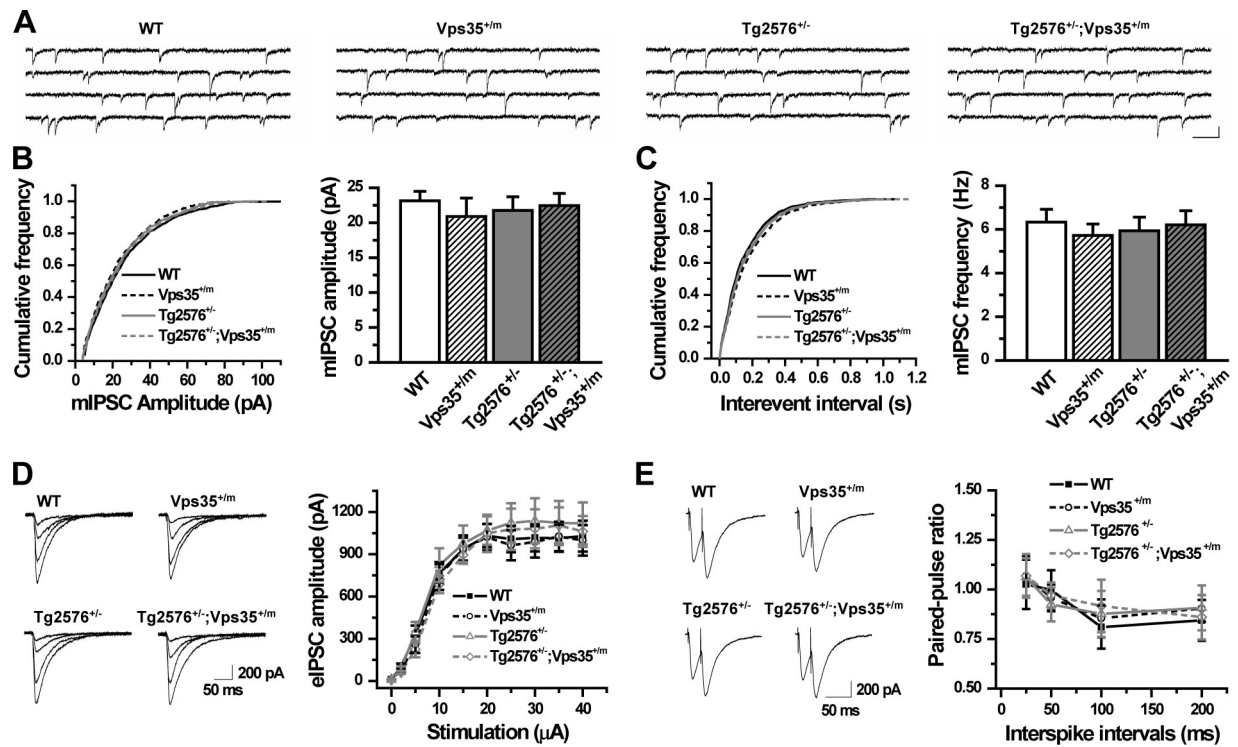 A
WT
Vps35+/m
Tg2576+/-
Tg2576+/-;Vps35+/m
B
Cumulative frequency
1.0
0.8
0.6
0.4
0.2
0.0
WT
Vps35+/m
Tg2576+/-
Tg2576+/-;Vps35+/m
0 20 40 60 80 100
mIPSC Amplitude (pA)
mIPSC amplitude (pA)
25
20
15
10
5
0
WT
Vps35+/m
Tg2576+/-
Tg2576+/-;
Vps35+/m
C
Cumulative frequency
1.0
0.8
0.6
0.4
0.2
0.0
WT
Vps35+/m
Tg2576+/-
Tg2576+/-;Vps35+/m
0.0 0.2 0.4 0.6 0.8 1.0 1.2
Interevent interval (s)
mIPSC frequency (Hz)
8
6
4
2
0
WT
Vps35+/m
Tg2576+/-
Tg2576+/-;
Vps35+/m
D
WT
Vps35+/m
Tg2576+/-
Tg2576+/-;Vps35+/m
200 pA
50 ms
eIPSC amplitude (pA)
1200
900
600
300
0
WT
Vps35+/m
Tg2576+/-
Tg2576+/-;Vps35+/m
0 10 20 30 40
Stimulation (μA)
E
WT
Vps35+/m
Tg2576+/-
Tg2576+/-;Vps35+/m
200 pA
50 ms
Paired-pulse ratio
1.50
1.25
1.00
0.75
0.50
WT
Vps35 +/m
Tg2576 +/-
Tg2576 +/-;Vps35+/m
0 50 100 150 200
Interspike intervals (ms)